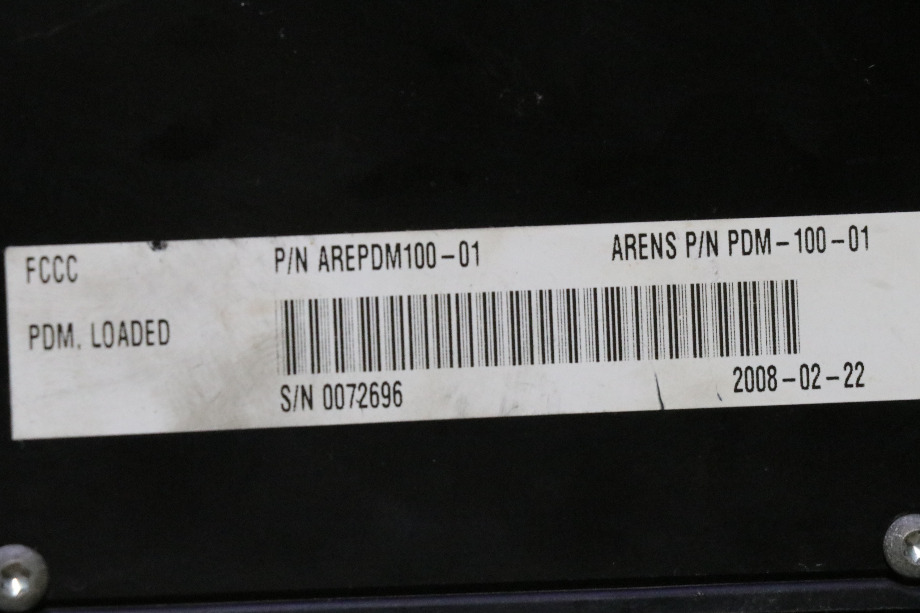 FCCC P/N AREPDM100-01 ARENS P/N PDM-100-01
PDM. LOADED
S/N 0072696 2008-02-22